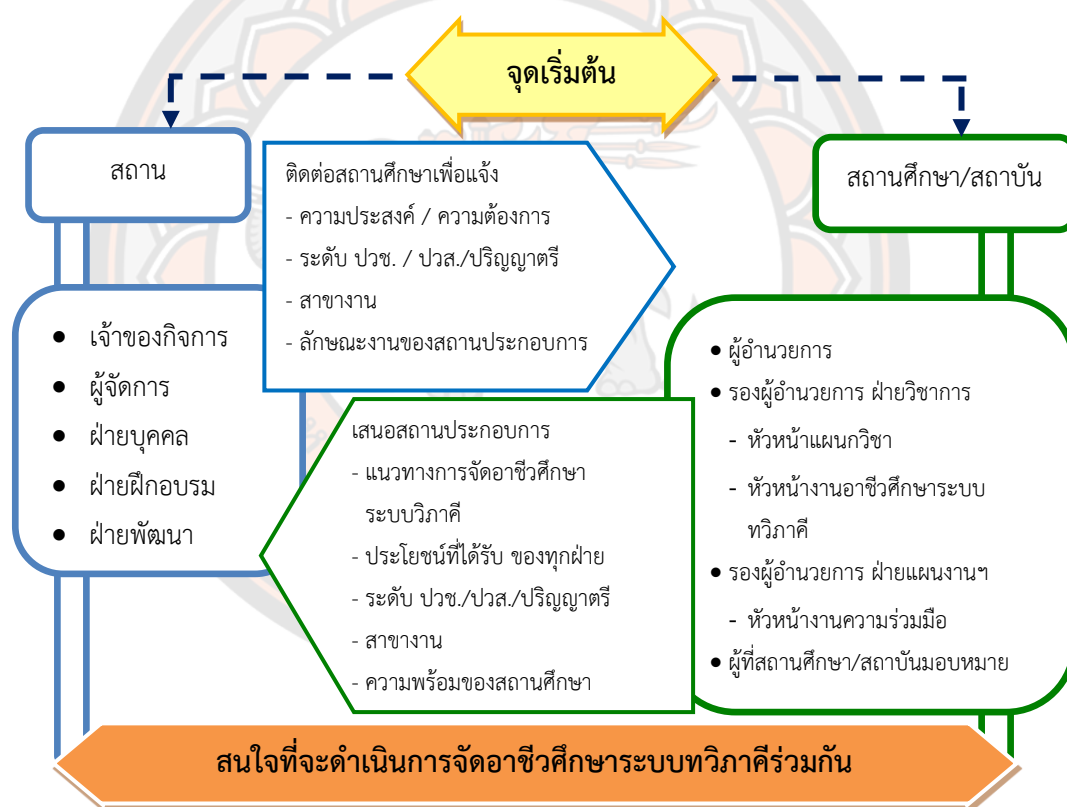 จุดเริ่มต้น
สถาน
สถานศึกษา/สถาบัน
ติดต่อสถานศึกษาเพื่อแจ้ง
- ความประสงค์ / ความต้องการ
- ระดับ ปวช. / ปวส./ปริญญาตรี
- สาขางาน
- ลักษณะงานของสถานประกอบการ
• เจ้าของกิจการ
• ผู้จัดการ
• ฝ่ายบุคคล
• ฝ่ายฝึกอบรม
• ฝ่ายพัฒนา
เสนอสถานประกอบการ
- แนวทางการจัดอาชีวศึกษา
ระบบวิภาคี
- ประโยชน์ที่ได้รับ ของทุกฝ่าย
- ระดับ ปวช./ปวส./ปริญญาตรี
- สาขางาน
- ความพร้อมของสถานศึกษา
• ผู้อำนวยการ
• รองผู้อำนวยการ ฝ่ายวิชาการ
- หัวหน้าแผนกวิชา
- หัวหน้างานอาชีวศึกษาระบบ
ทวิภาคี
• รองผู้อำนวยการ ฝ่ายแผนงานฯ
- หัวหน้างานความร่วมมือ
• ผู้ที่สถานศึกษา/สถาบันมอบหมาย
สนใจที่จะดำเนินการจัดอาชีวศึกษาระบบทวิภาคีร่วมกัน